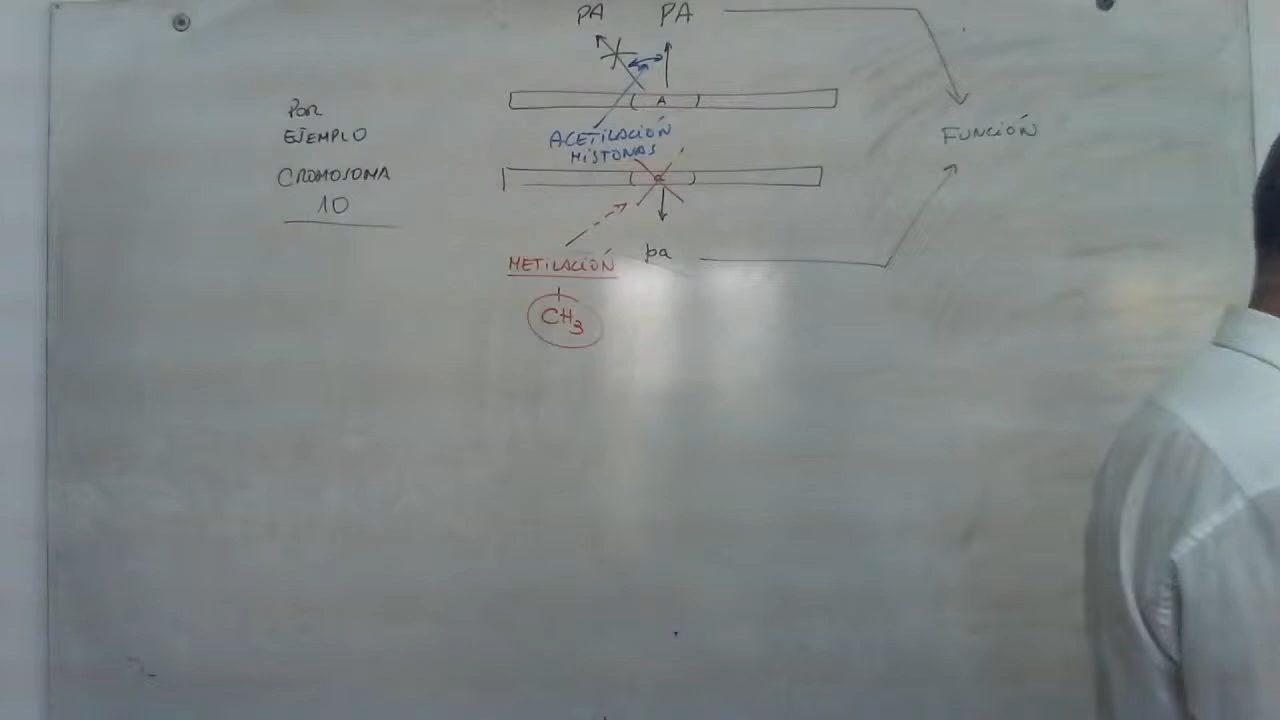 PA PA
A
POR
EJEMPLO
CROMOSOMA
10
ACETILACIÓN
HISTONAS
FUNCIÓN
METILACIÓN
pa
CH3